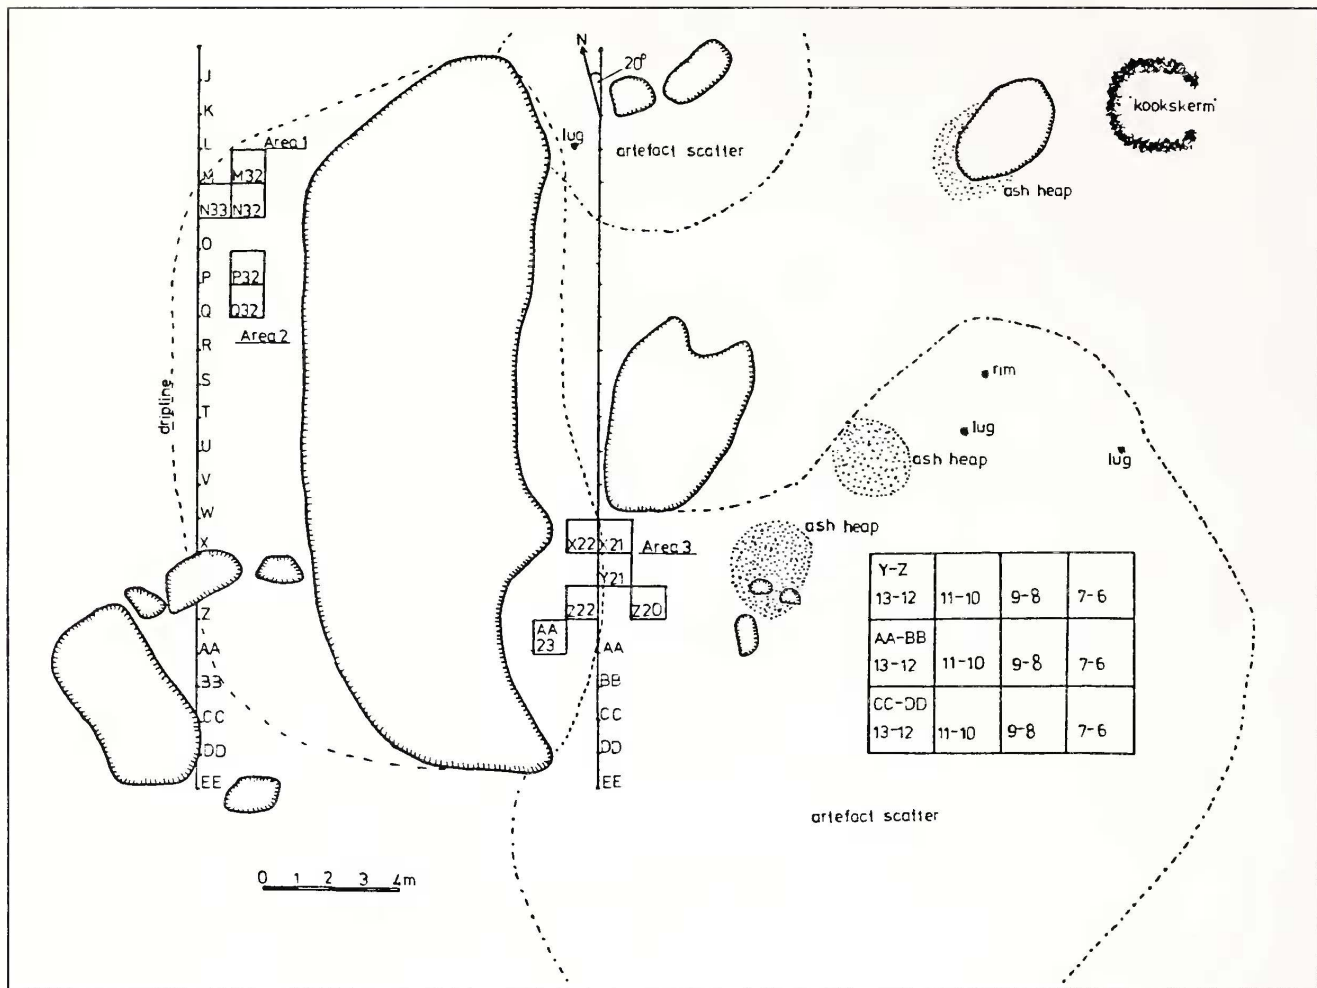 N
20°
J
K
L
M
N33
N32
M32
Area 1
O
P
P32
Q
Q32
R
Area 2
S
T
U
V
W
X
Z
AA
BB
CC
DD
EE
dripline
lug
artefact scatter
ash heap
'kookskerm'
rim
lug
lug
ash heap
ash heap
X22
X21
Area 3
Y21
Z22
Z20
AA
23
AA
BB
CC
DD
EE
Y-Z
13-12 11-10 9-8 7-6
AA-BB
13-12 11-10 9-8 7-6
CC-DD
13-12 11-10 9-8 7-6
artefact scatter
0 1 2 3 4m